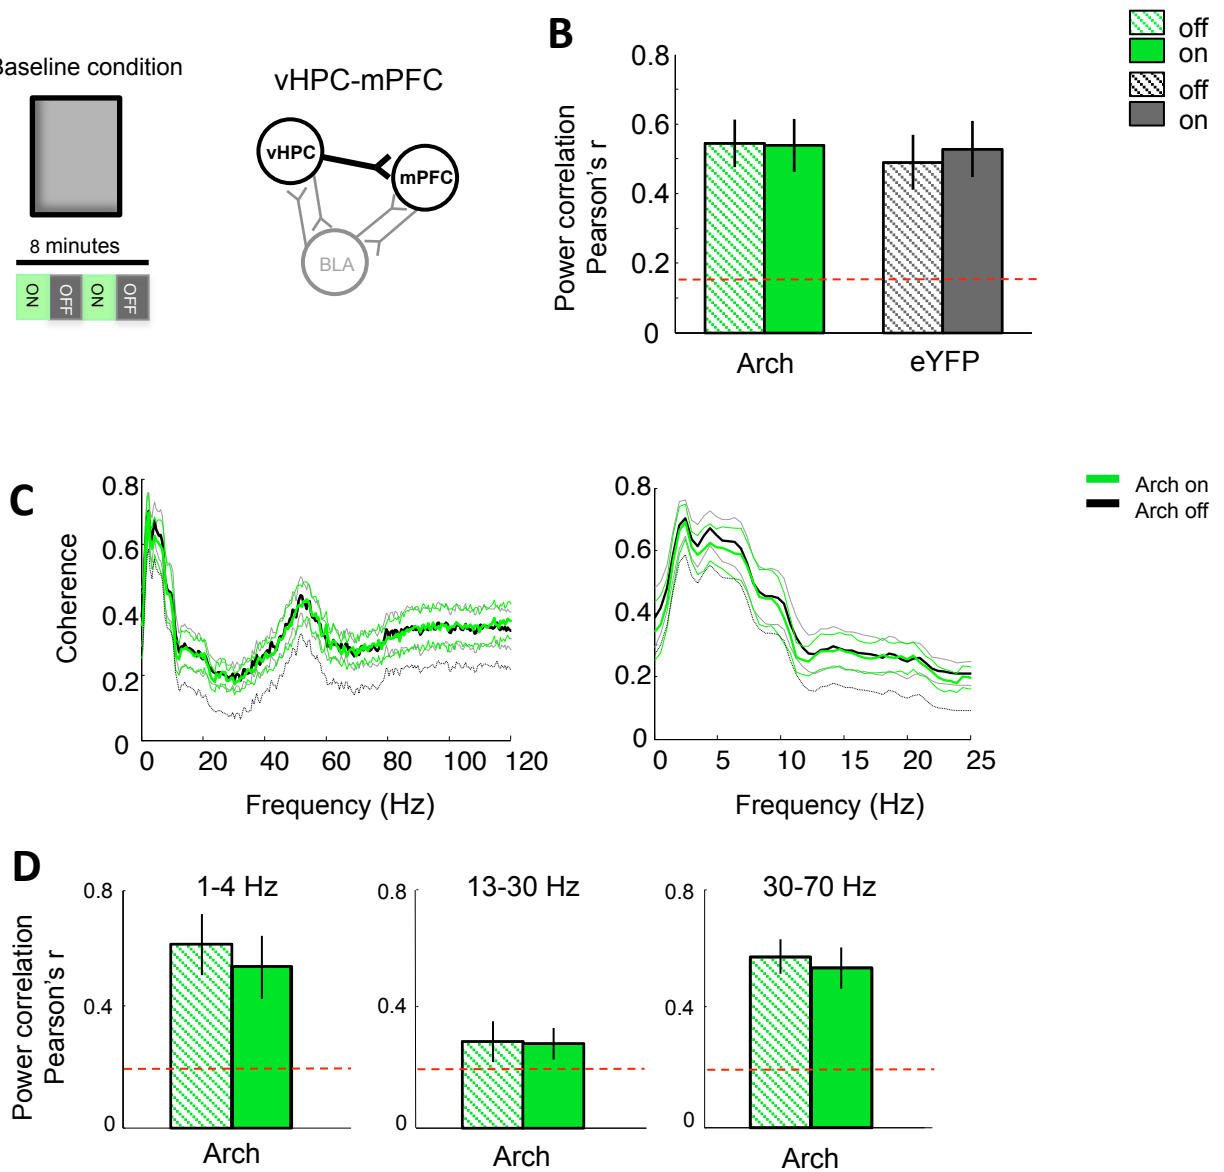 Baseline condition
8 minutes
ON
OFF
ON
OFF
vHPC-mPFC
vHPC
mPFC
BLA
B
off
on
off
on
Power correlation
Pearson's r
0.8
0.6
0.4
0.2
0
Arch
eYFP
C
Coherence
0.8
0.6
0.4
0.2
0
0 20 40 60 80 100 120
Frequency (Hz)
0.8
0.6
0.4
0.2
0
0 5 10 15 20 25
Frequency (Hz)
Arch on
Arch off
D
Power correlation
Pearson's r
1-4 Hz
0.8
0.4
0
Arch
13-30 Hz
0.8
0.4
0
Arch
30-70 Hz
0.8
0.4
0
Arch